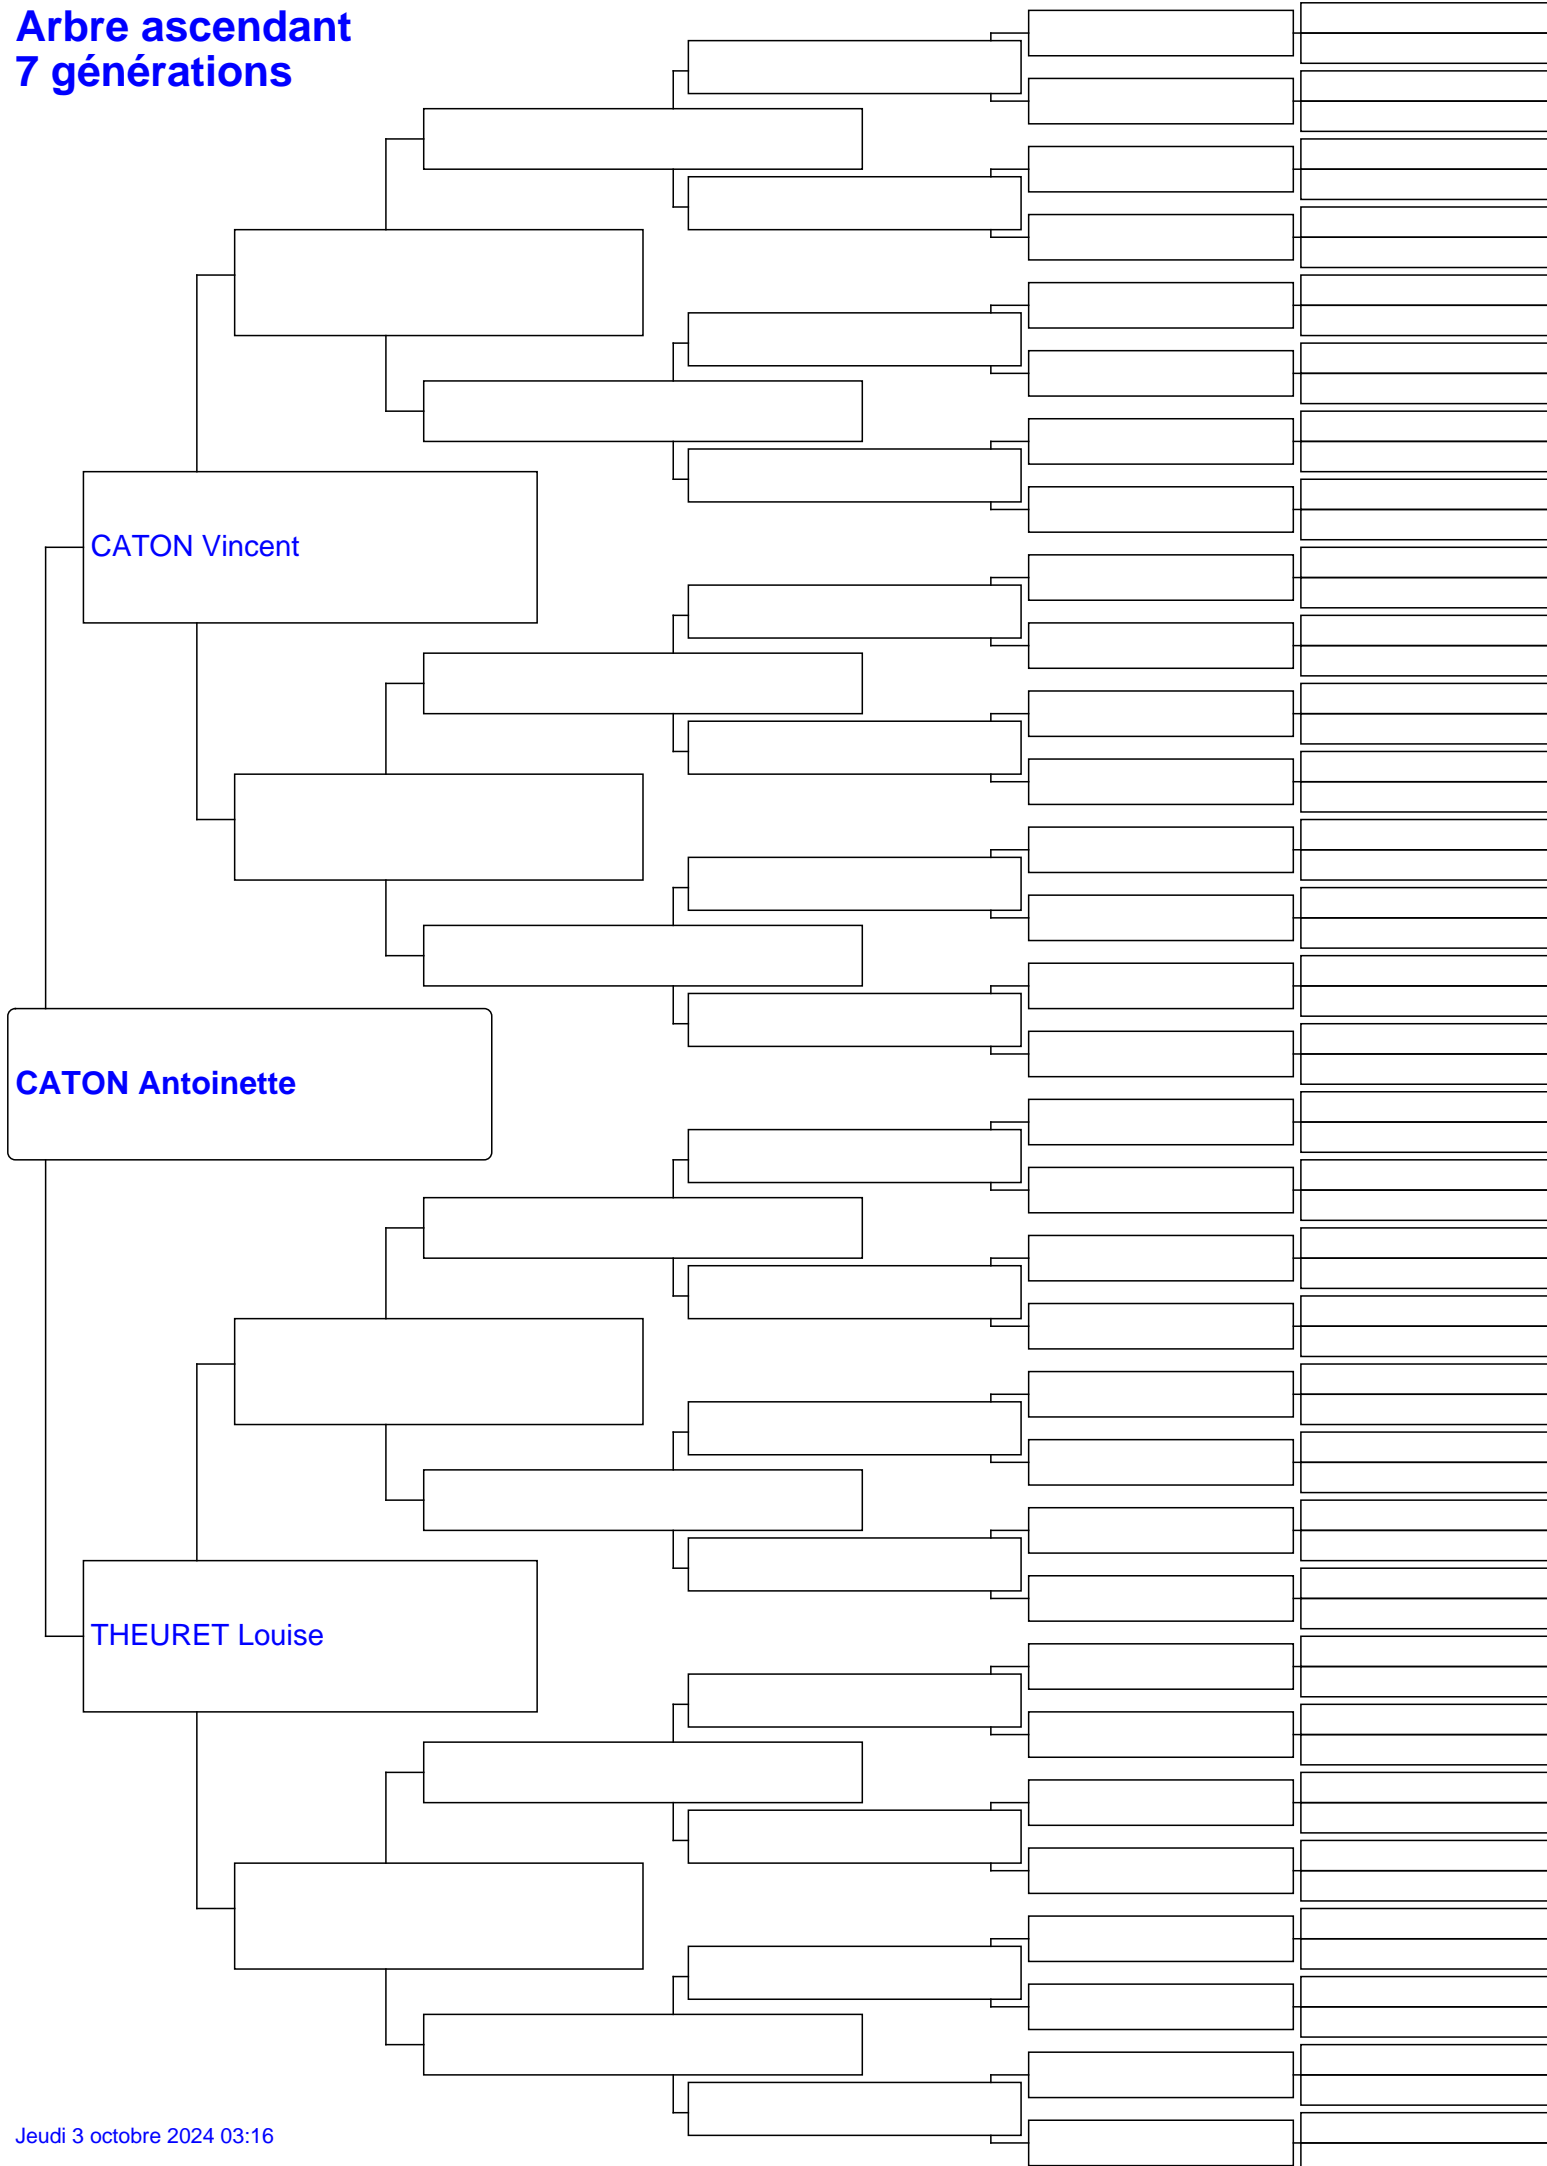 Arbre ascendant
7 générations
CATON Vincent
CATON Antoinette
THEURET Louise
Jeudi 3 octobre 2024 03:16